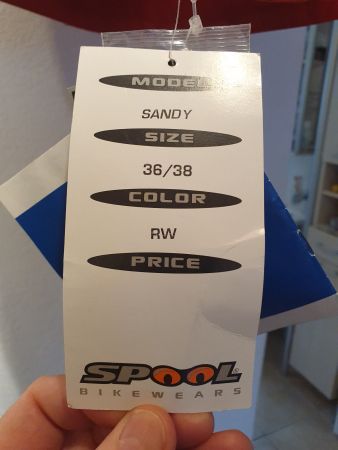 MODEL
SANDY
SIZE
36/38
COLOR
RW
PRICE
SPOOL
BIKEWEARS